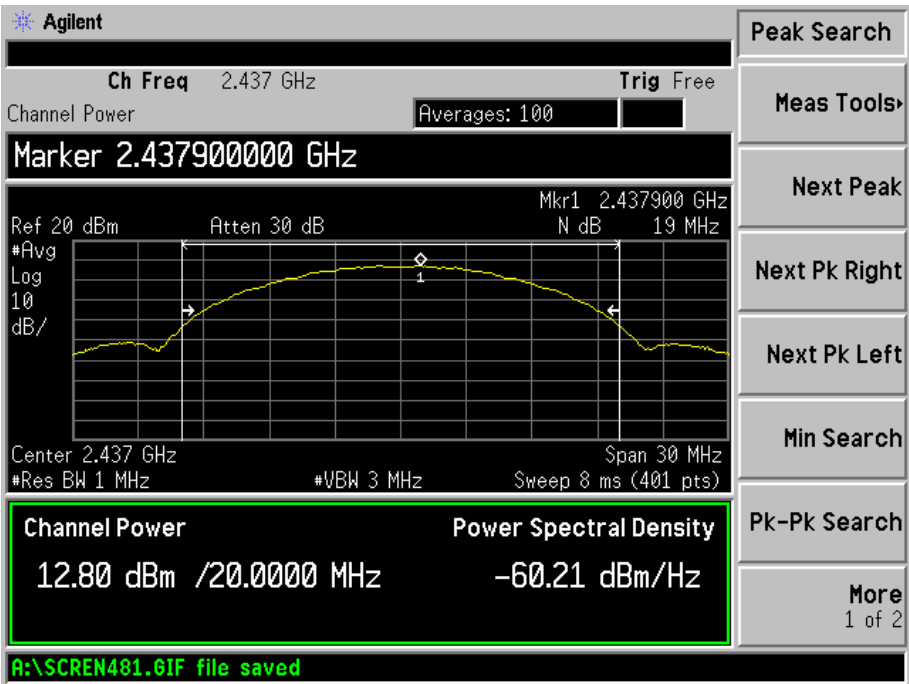 Agilent
Peak Search
Ch Freq 2.437 GHz Trig Free
Channel Power Averages: 100
Meas Tools
Marker 2.437900000 GHz
Mkr1 2.437900 GHz
Ref 20 dBm Atten 30 dB N dB 19 MHz
#Avg
Log
10
dB/
1
Center 2.437 GHz Span 30 MHz
#Res BW 1 MHz #VBW 3 MHz Sweep 8 ms (401 pts)
Channel Power Power Spectral Density
12.80 dBm /20.0000 MHz -60.21 dBm/Hz
A:\SCREN481.GIF file saved
Next Peak
Next Pk Right
Next Pk Left
Min Search
Pk-Pk Search
More
1 of 2